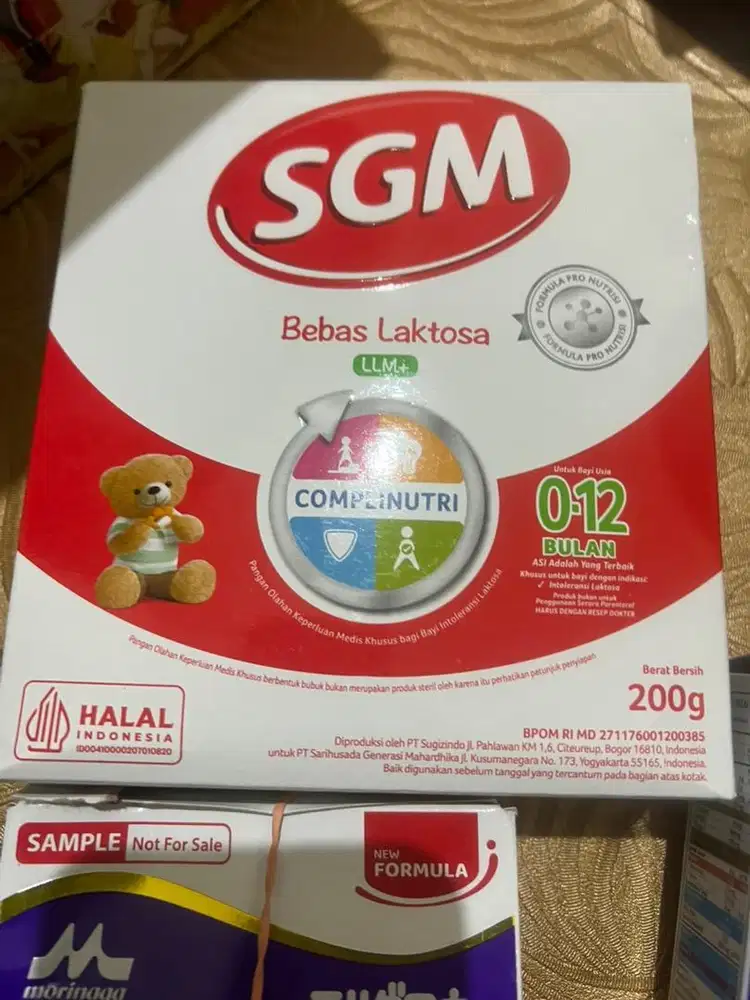 SGM
Bebas Laktosa
LLM+
FORMULA PRO NUTRISI
FORMULA PRO NUTRISI
COMPLINUTRI
Untuk Bayi Usia
0-12
BULAN
ASI Adalah Yang Terbaik
Khusus untuk bayi dengan indikasi:
✓ Intoleransi Laktosa
Produk bukan untuk
Penggunaan Secara Parenteral
HARUS DENGAN RESEP DOKTER
Pangan Olahan Keperluan Medis Khusus bagi Bayi Intoleransi Laktosa
Pangan Olahan Keperluan Medis Khusus berbentuk bubuk bukan merupakan produk steril oleh karena itu perhatikan petunjuk penyiapan
Berat Bersih
200g
HALAL
INDONESIA
ID00410000207010820
BPOM RI MD 271176001200385
Diproduksi oleh PT Sugizindo Jl. Pahlawan KM 1,6, Citeureup, Bogor 16810, Indonesia
untuk PT Sarihusada Generasi Mahardhika Jl. Kusumanegara No. 173, Yogyakarta 55165, Indonesia.
Baik digunakan sebelum tanggal yang tercantum pada bagian atas kotak.
SAMPLE Not For Sale
NEW
FORMULA
morinaga